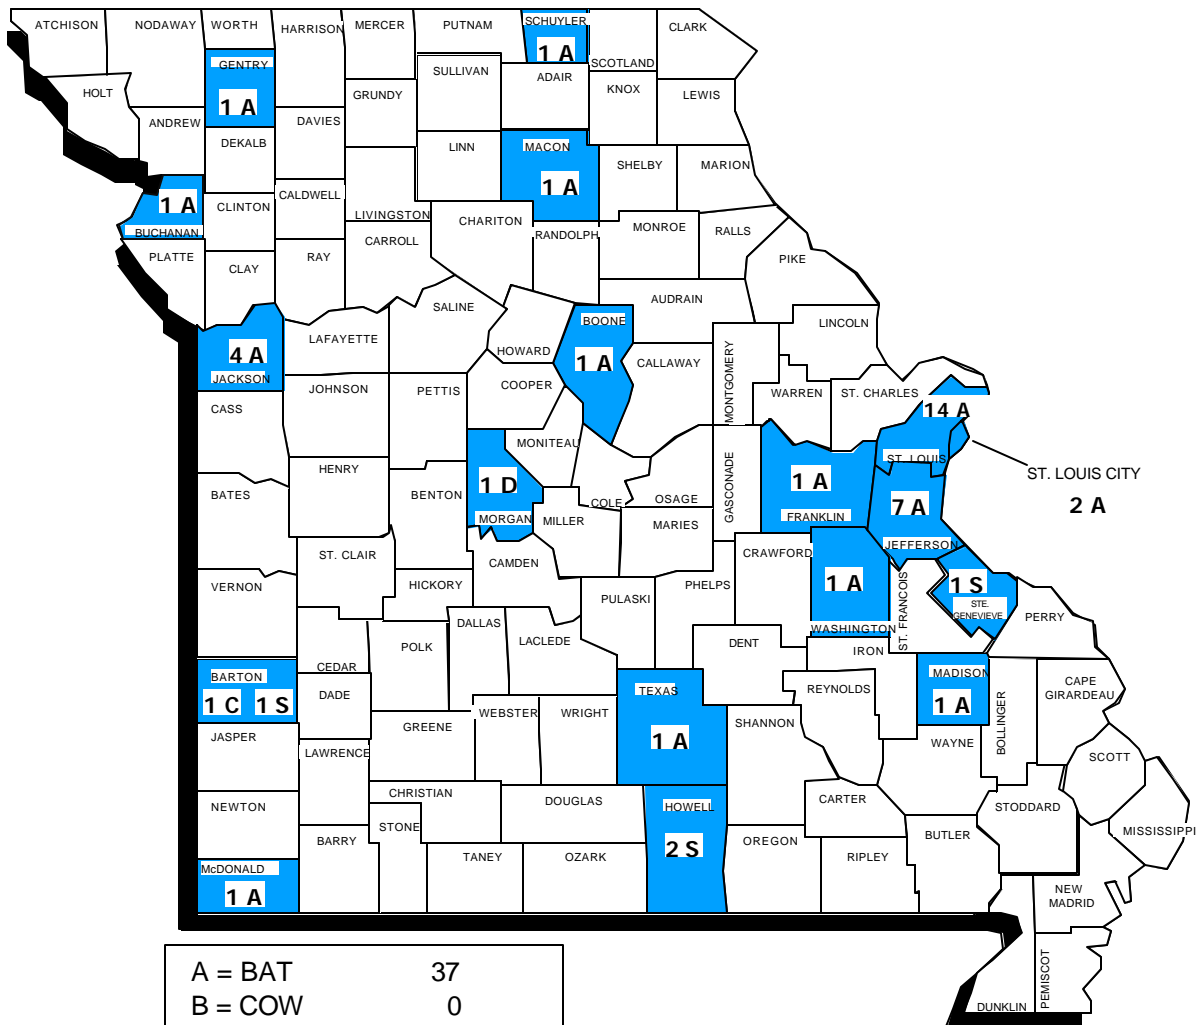 ATCHISON
NODAWAY
WORTH
HARRISON
MERCER
PUTNAM
SCHUYLER
1 A
SCOTLAND
CLARK
GENTRY
1 A
HOLT
ANDREW
DEKALB
DAVIES
GRUNDY
SULLIVAN
ADAIR
KNOX
LEWIS
LINN
MACON
1 A
SHELBY
MARION
1 A
BUCHANAN
CLINTON
CALDWELL
LIVINGSTON
CHARITON
RANDOLPH
MONROE
RALLS
PLATTE
CLAY
RAY
CARROLL
PIKE
SALINE
AUDRAIN
LINCOLN
4 A
JACKSON
LAFAYETTE
HOWARD
BOONE
1 A
CALLAWAY
MONTGOMERY
WARREN
ST. CHARLES
14 A
ST. LOUIS
ST. LOUIS CITY
2 A
CASS
JOHNSON
PETTIS
COOPER
MONITEAU
BATES
HENRY
BENTON
1 D
MORGAN
MILLER
COLE
OSAGE
MARIES
GASCONADE
1 A
FRANKLIN
7 A
JEFFERSON
ST. CLAIR
HICKORY
CAMDEN
PULASKI
PHELPS
CRAWFORD
1 A
WASHINGTON
ST. FRANCOIS
1 S
STE.
GENEVIEVE
PERRY
VERNON
CEDAR
POLK
DALLAS
LACLEDE
DENT
IRON
BARTON
1 C
1 S
DADE
GREENE
WEBSTER
WRIGHT
TEXAS
1 A
SHANNON
REYNOLDS
MADISON
1 A
BOLLINGER
CAPE
GIRARDEAU
JASPER
LAWRENCE
WAYNE
SCOTT
NEWTON
CHRISTIAN
STONE
DOUGLAS
HOWELL
2 S
OREGON
CARTER
RIPLEY
BUTLER
STODDARD
MISSISSIPPI
McDONALD
1 A
BARRY
TANEY
OZARK
NEW
MADRID
PEMISCOT
DUNKLIN
A = BAT 37
B = COW 0